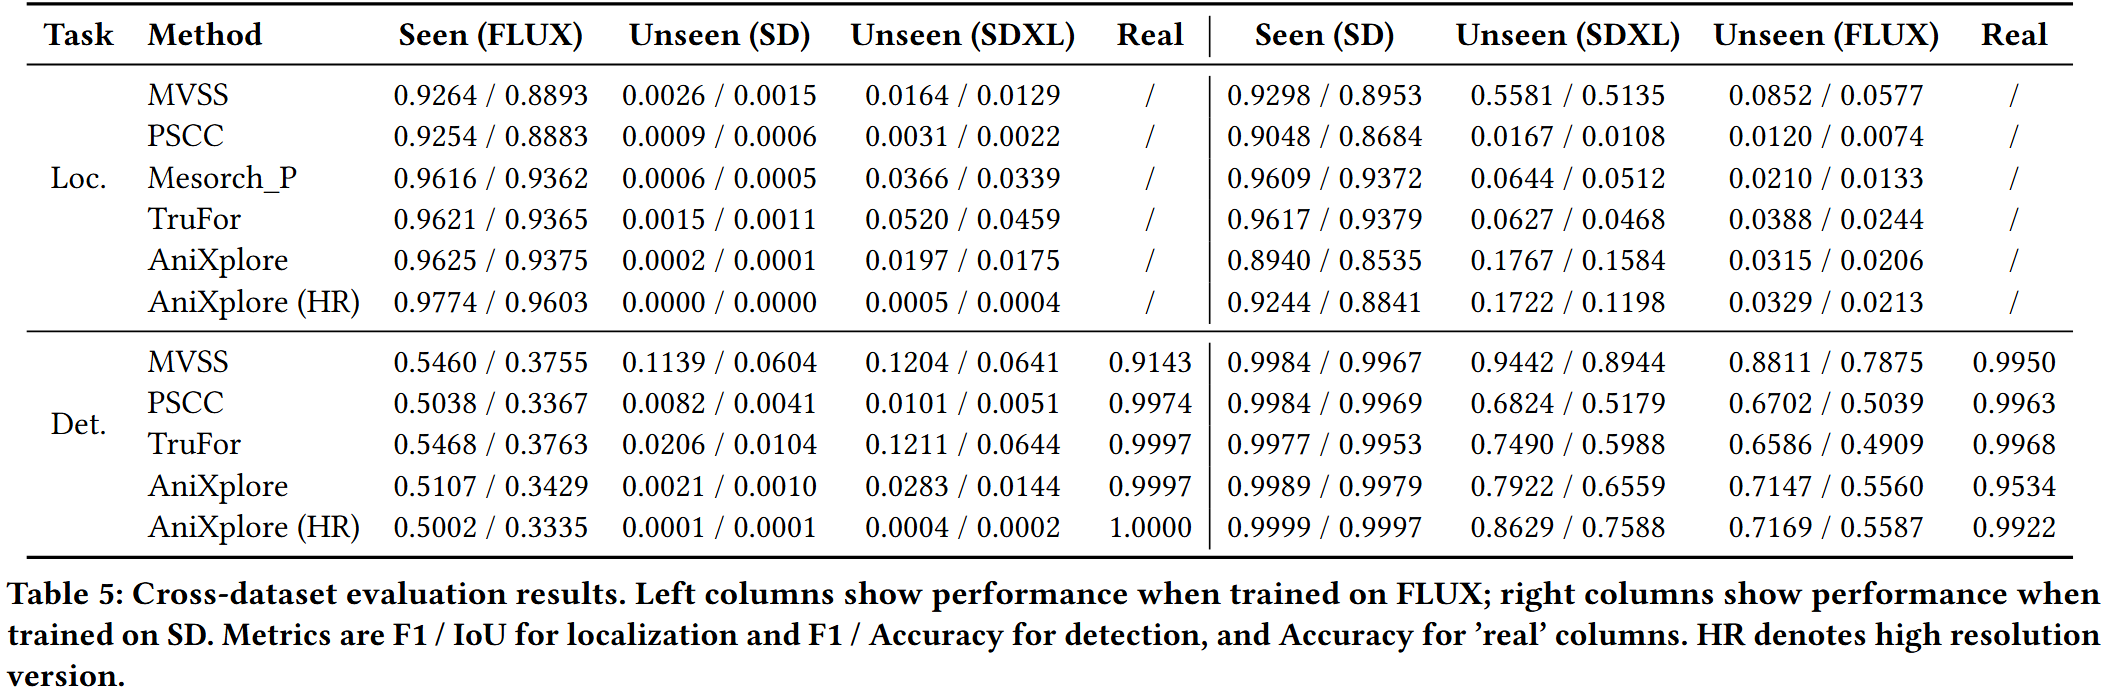 Task Method Seen (FLUX) Unseen (SD) Unseen (SDXL) Real Seen (SD) Unseen (SDXL) Unseen (FLUX) Real
MVSS 0.9264 / 0.8893 0.0026 / 0.0015 0.0164 / 0.0129 / 0.9298 / 0.8953 0.5581 / 0.5135 0.0852 / 0.0577 /
PSCC 0.9254 / 0.8883 0.0009 / 0.0006 0.0031 / 0.0022 / 0.9048 / 0.8684 0.0167 / 0.0108 0.0120 / 0.0074 /
Loc. Mesorch_P 0.9616 / 0.9362 0.0006 / 0.0005 0.0366 / 0.0339 / 0.9609 / 0.9372 0.0644 / 0.0512 0.0210 / 0.0133 /
TruFor 0.9621 / 0.9365 0.0015 / 0.0011 0.0520 / 0.0459 / 0.9617 / 0.9379 0.0627 / 0.0468 0.0388 / 0.0244 /
AniXplore 0.9625 / 0.9375 0.0002 / 0.0001 0.0197 / 0.0175 / 0.8940 / 0.8535 0.1767 / 0.1584 0.0315 / 0.0206 /
AniXplore (HR) 0.9774 / 0.9603 0.0000 / 0.0000 0.0005 / 0.0004 / 0.9244 / 0.8841 0.1722 / 0.1198 0.0329 / 0.0213 /
MVSS 0.5460 / 0.3755 0.1139 / 0.0604 0.1204 / 0.0641 0.9143 0.9984 / 0.9967 0.9442 / 0.8944 0.8811 / 0.7875 0.9950
PSCC 0.5038 / 0.3367 0.0082 / 0.0041 0.0101 / 0.0051 0.9974 0.9984 / 0.9969 0.6824 / 0.5179 0.6702 / 0.5039 0.9963
Det. TruFor 0.5468 / 0.3763 0.0206 / 0.0104 0.1211 / 0.0644 0.9997 0.9977 / 0.9953 0.7490 / 0.5988 0.6586 / 0.4909 0.9968
AniXplore 0.5107 / 0.3429 0.0021 / 0.0010 0.0283 / 0.0144 0.9997 0.9989 / 0.9979 0.7922 / 0.6559 0.7147 / 0.5560 0.9534
AniXplore (HR) 0.5002 / 0.3335 0.0001 / 0.0001 0.0004 / 0.0002 1.0000 0.9999 / 0.9997 0.8629 / 0.7588 0.7169 / 0.5587 0.9922
Table 5: Cross-dataset evaluation results. Left columns show performance when trained on FLUX; right columns show performance when
trained on SD. Metrics are F1 / IoU for localization and F1 / Accuracy for detection, and Accuracy for ’real’ columns. HR denotes high resolution
version.